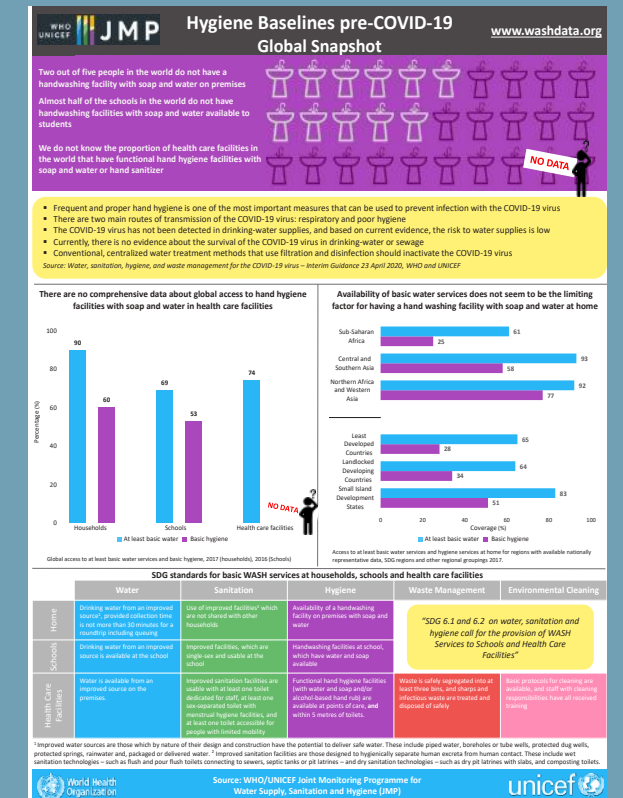 WHO
UNICEF
JMP
Hygiene Baselines pre-COVID-19
Global Snapshot
www.washdata.org
Two out of five people in the world do not have a
handwashing facility with soap and water on premises
Almost half of the schools in the world do not have
handwashing facilities with soap and water available to
students
We do not know the proportion of health care facilities in
the world that have functional hand hygiene facilities with
soap and water or hand sanitizer
NO DATA
?
▪ Frequent and proper hand hygiene is one of the most important measures that can be used to prevent infection with the COVID-19 virus
▪ There are two main routes of transmission of the COVID-19 virus: respiratory and poor hygiene
▪ The COVID-19 virus has not been detected in drinking-water supplies, and based on current evidence, the risk to water supplies is low
▪ Currently, there is no evidence about the survival of the COVID-19 virus in drinking-water or sewage
▪ Conventional, centralized water treatment methods that use filtration and disinfection should inactivate the COVID-19 virus
Source: Water, sanitation, hygiene, and waste management for the COVID-19 virus – Interim Guidance 23 April 2020, WHO and UNICEF
There are no comprehensive data about global access to hand hygiene
facilities with soap and water in health care facilities
Percentage (%)
100
80
60
40
20
0
90
60
69
53
74
NO DATA
?
Households
Schools
Health care facilities
At least basic water
Basic hygiene
Global access to at least basic water services and basic hygiene, 2017 (households), 2016 (Schools)
Availability of basic water services does not seem to be the limiting
factor for having a hand washing facility with soap and water at home
Sub-Saharan
Africa
61
25
Central and
Southern Asia
93
58
Northern Africa
and Western
Asia
92
77
Least
Developed
Countries
65
28
Landlocked
Developing
Countries
64
34
Small Island
Development
States
83
51
0 20 40 60 80 100
Coverage (%)
At least basic water
Basic hygiene
Access to at least basic water services and hygiene services at home for regions with available nationally
representative data, SDG regions and other regional groupings 2017.
SDG standards for basic WASH services at households, schools and health care facilities
Water
Sanitation
Hygiene
Waste Management
Environmental Cleaning
Home
Drinking water from an improved
source¹, provided collection time
is not more than 30 minutes for a
roundtrip including queuing
Use of improved facilities² which
are not shared with other
households
Availability of a handwashing
facility on premises with soap and
water
"SDG 6.1 and 6.2 on water, sanitation and
hygiene call for the provision of WASH
Services to Schools and Health Care
Facilities"
Schools
Drinking water from an improved
source is available at the school
Improved facilities, which are
single-sex and usable at the
school
Handwashing facilities at school,
which have water and soap
available
Health Care
Facilities
Water is available from an
improved source on the
premises.
Improved sanitation facilities are
usable with at least one toilet
dedicated for staff, at least one
sex-separated toilet with
menstrual hygiene facilities, and
at least one toilet accessible for
people with limited mobility
Functional hand hygiene facilities
(with water and soap and/or
alcohol-based hand rub) are
available at points of care, and
within 5 metres of toilets.
Waste is safely segregated into at
least three bins, and sharps and
infectious waste are treated and
disposed of safely
Basic protocols for cleaning are
available, and staff with cleaning
responsibilities have all received
training
¹ Improved water sources are those which by nature of their design and construction have the potential to deliver safe water. These include piped water, boreholes or tube wells, protected dug wells,
protected springs, rainwater and, packaged or delivered water. ² Improved sanitation facilities are those designed to hygienically separate human excreta from human contact. These include wet
sanitation technologies – such as flush and pour flush toilets connecting to sewers, septic tanks or pit latrines – and dry sanitation technologies – such as dry pit latrines with slabs, and composting toilets.
World Health
Organization
Source: WHO/UNICEF Joint Monitoring Programme for
Water Supply, Sanitation and Hygiene (JMP)
unicef